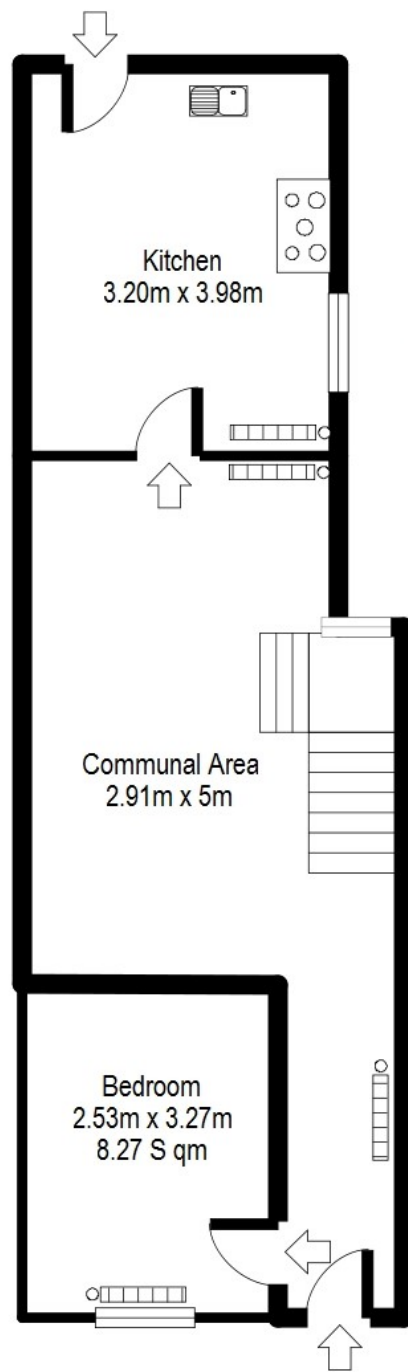 Kitchen
3.20m x 3.98m
Communal Area
2.91m x 5m
Bedroom
2.53m x 3.27m
8.27 S qm